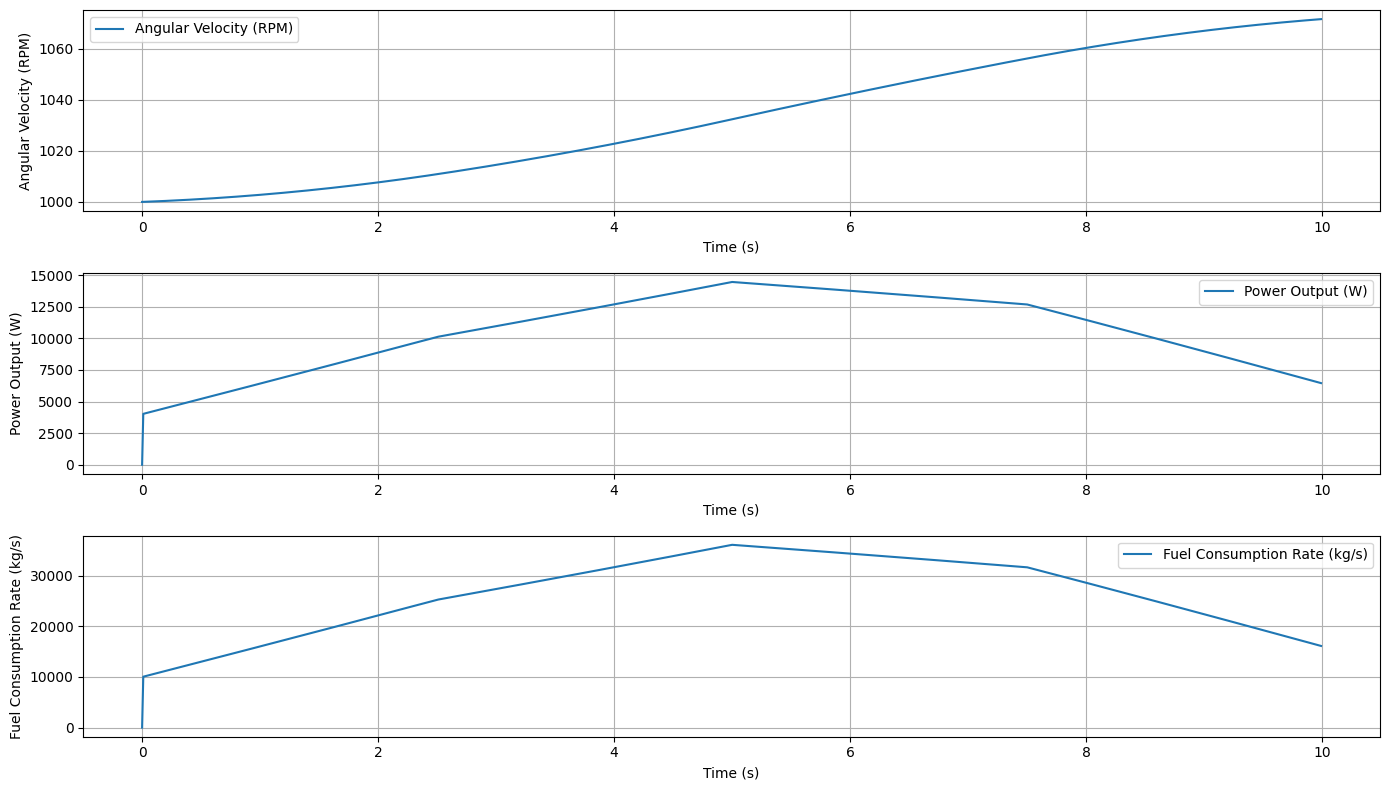 Angular Velocity (RPM)
Angular Velocity (RPM)
1060
1040
1020
1000
0 2 4 6 8 10
Time (s)
Power Output (W)
Power Output (W)
15000
12500
10000
7500
5000
2500
0
0 2 4 6 8 10
Time (s)
Fuel Consumption Rate (kg/s)
Fuel Consumption Rate (kg/s)
30000
20000
10000
0
0 2 4 6 8 10
Time (s)